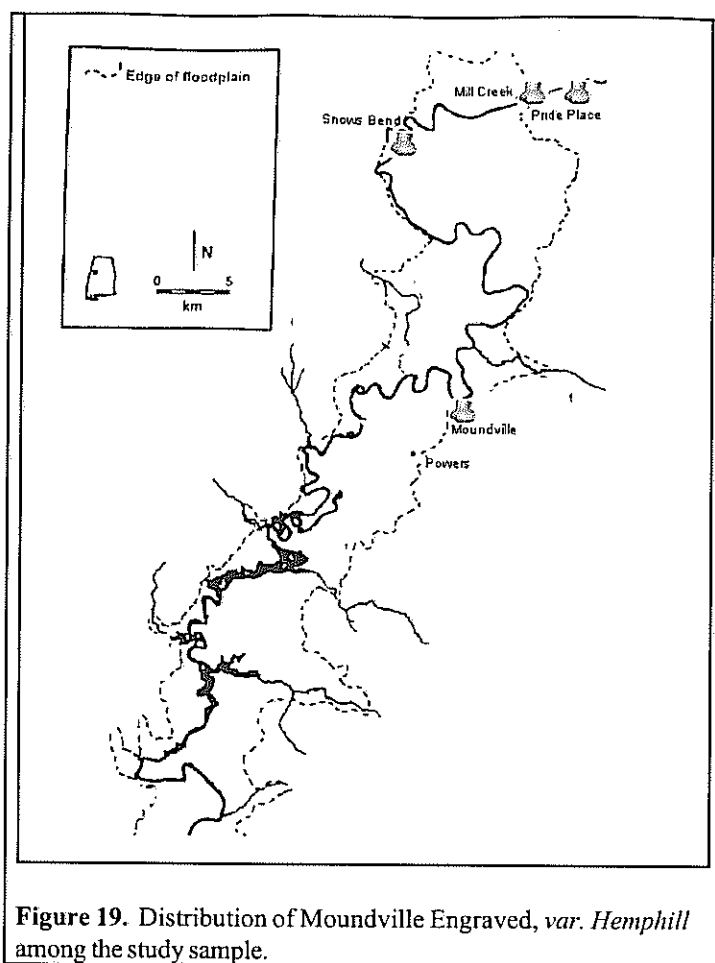 Edge of floodplain
Mill Creek
Pride Place
Snows Bend
N
0 5
km
Moundville
Powers
Figure 19. Distribution of Moundville Engraved, var. Hemphill
among the study sample.